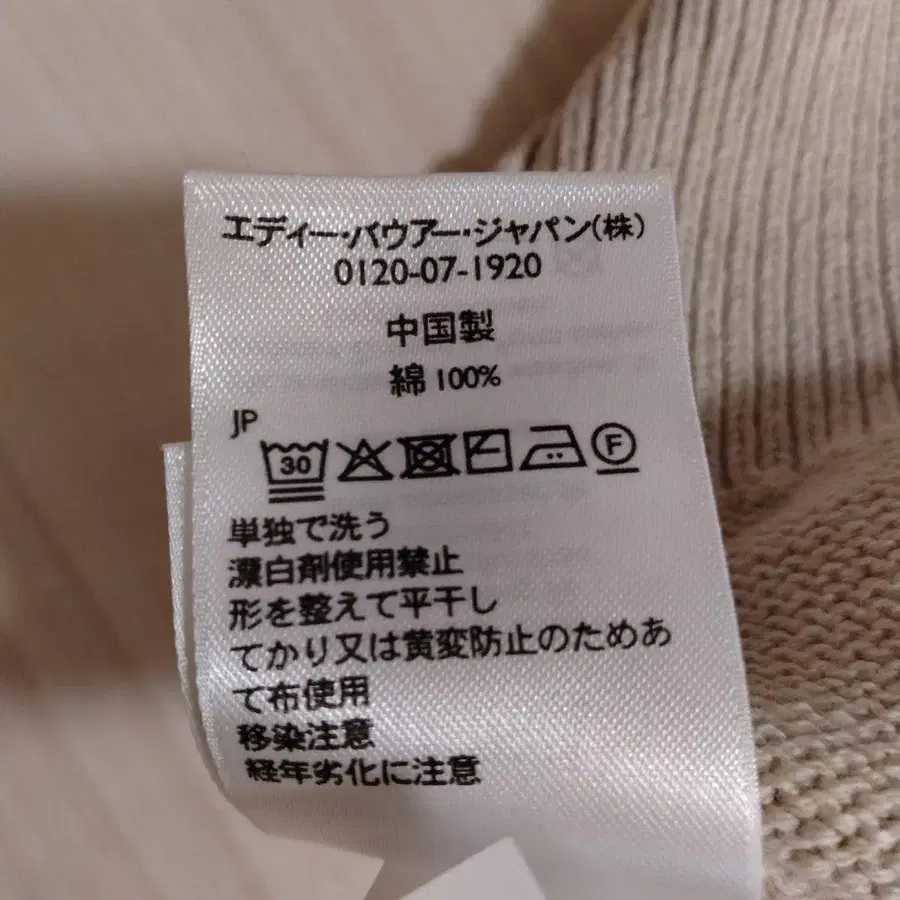 エディー・バウアー・ジャパン(株)
0120-07-1920
中国製
綿 100%
JP
30 F
単独で洗う
漂白剤使用禁止
形を整えて平干し
てかり又は黄変防止のためあ
て布使用
移染注意
経年劣化に注意